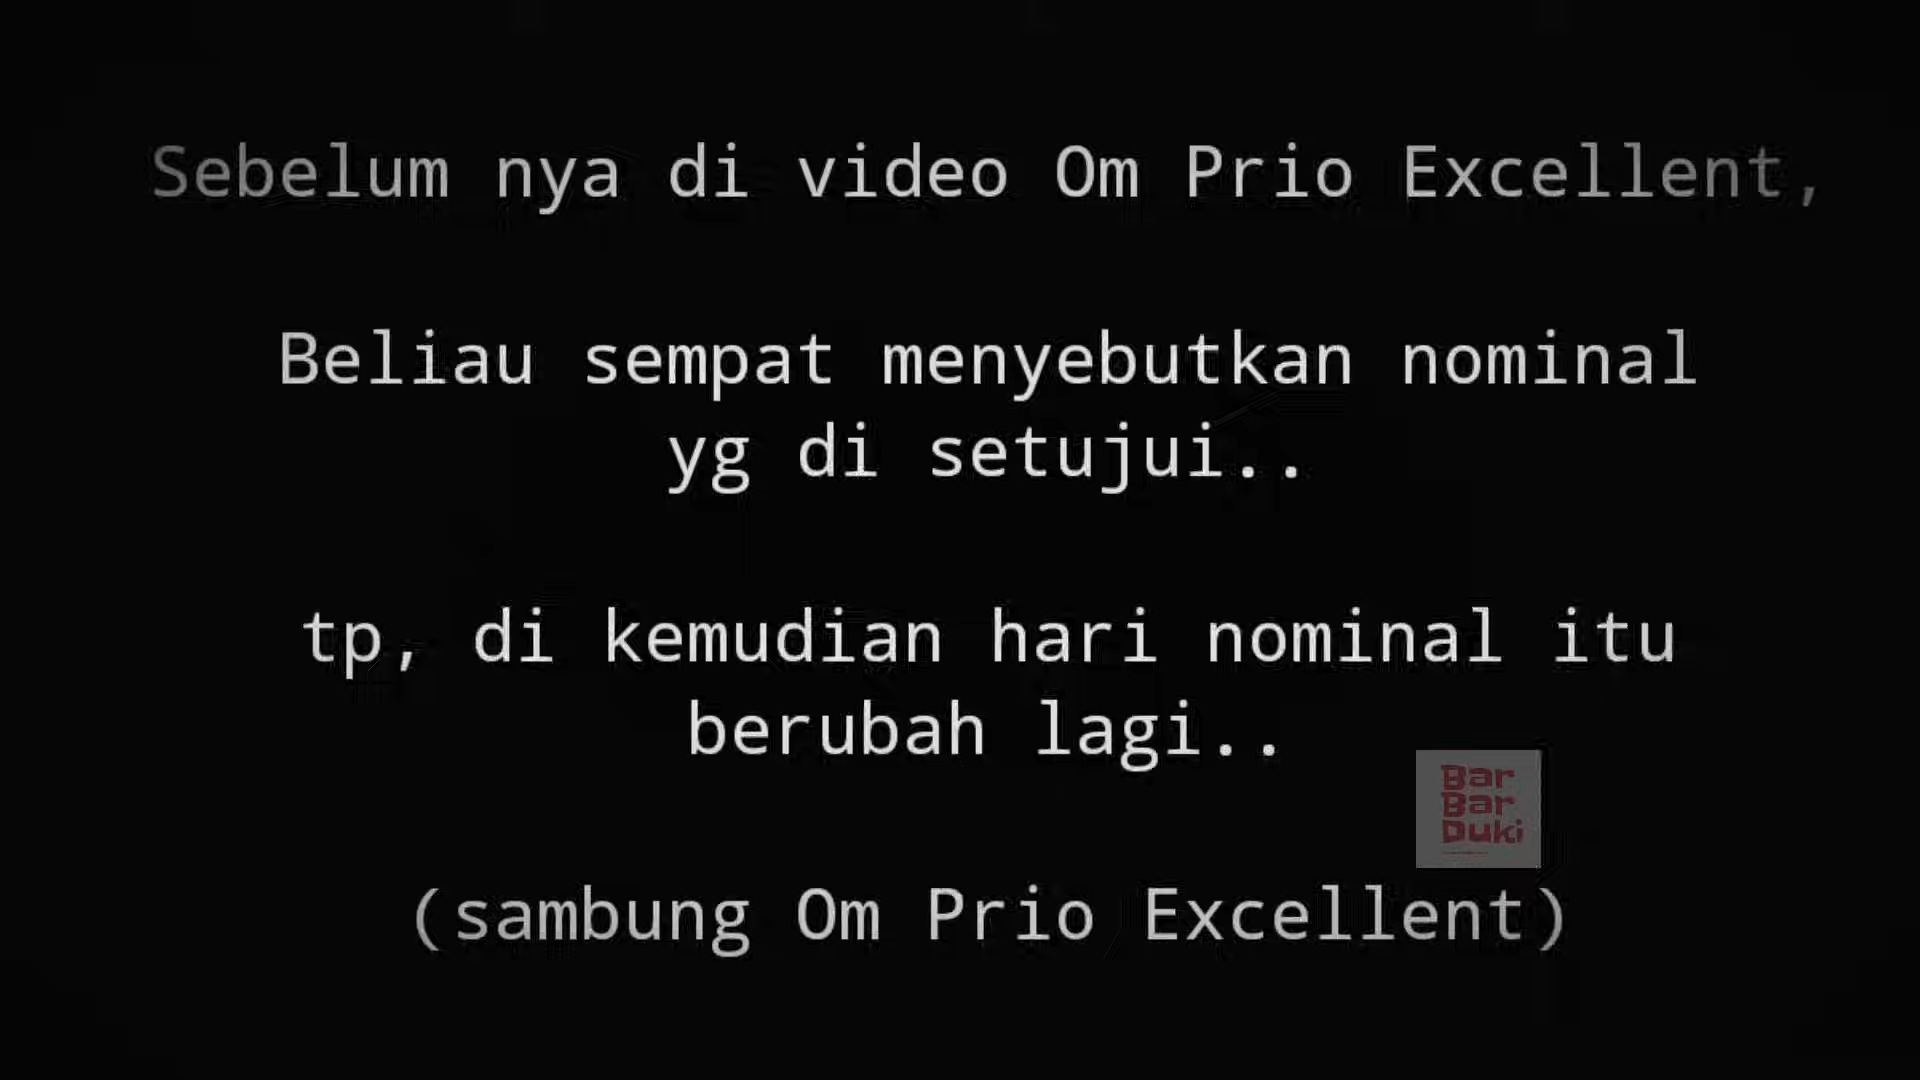 Sebelum nya di video Om Prio Excellent,
Beliau sempat menyebutkan nominal
yg di setujui..
tp, di kemudian hari nominal itu
berubah lagi..
Bar
Bar
Duki
(sambung Om Prio Excellent)